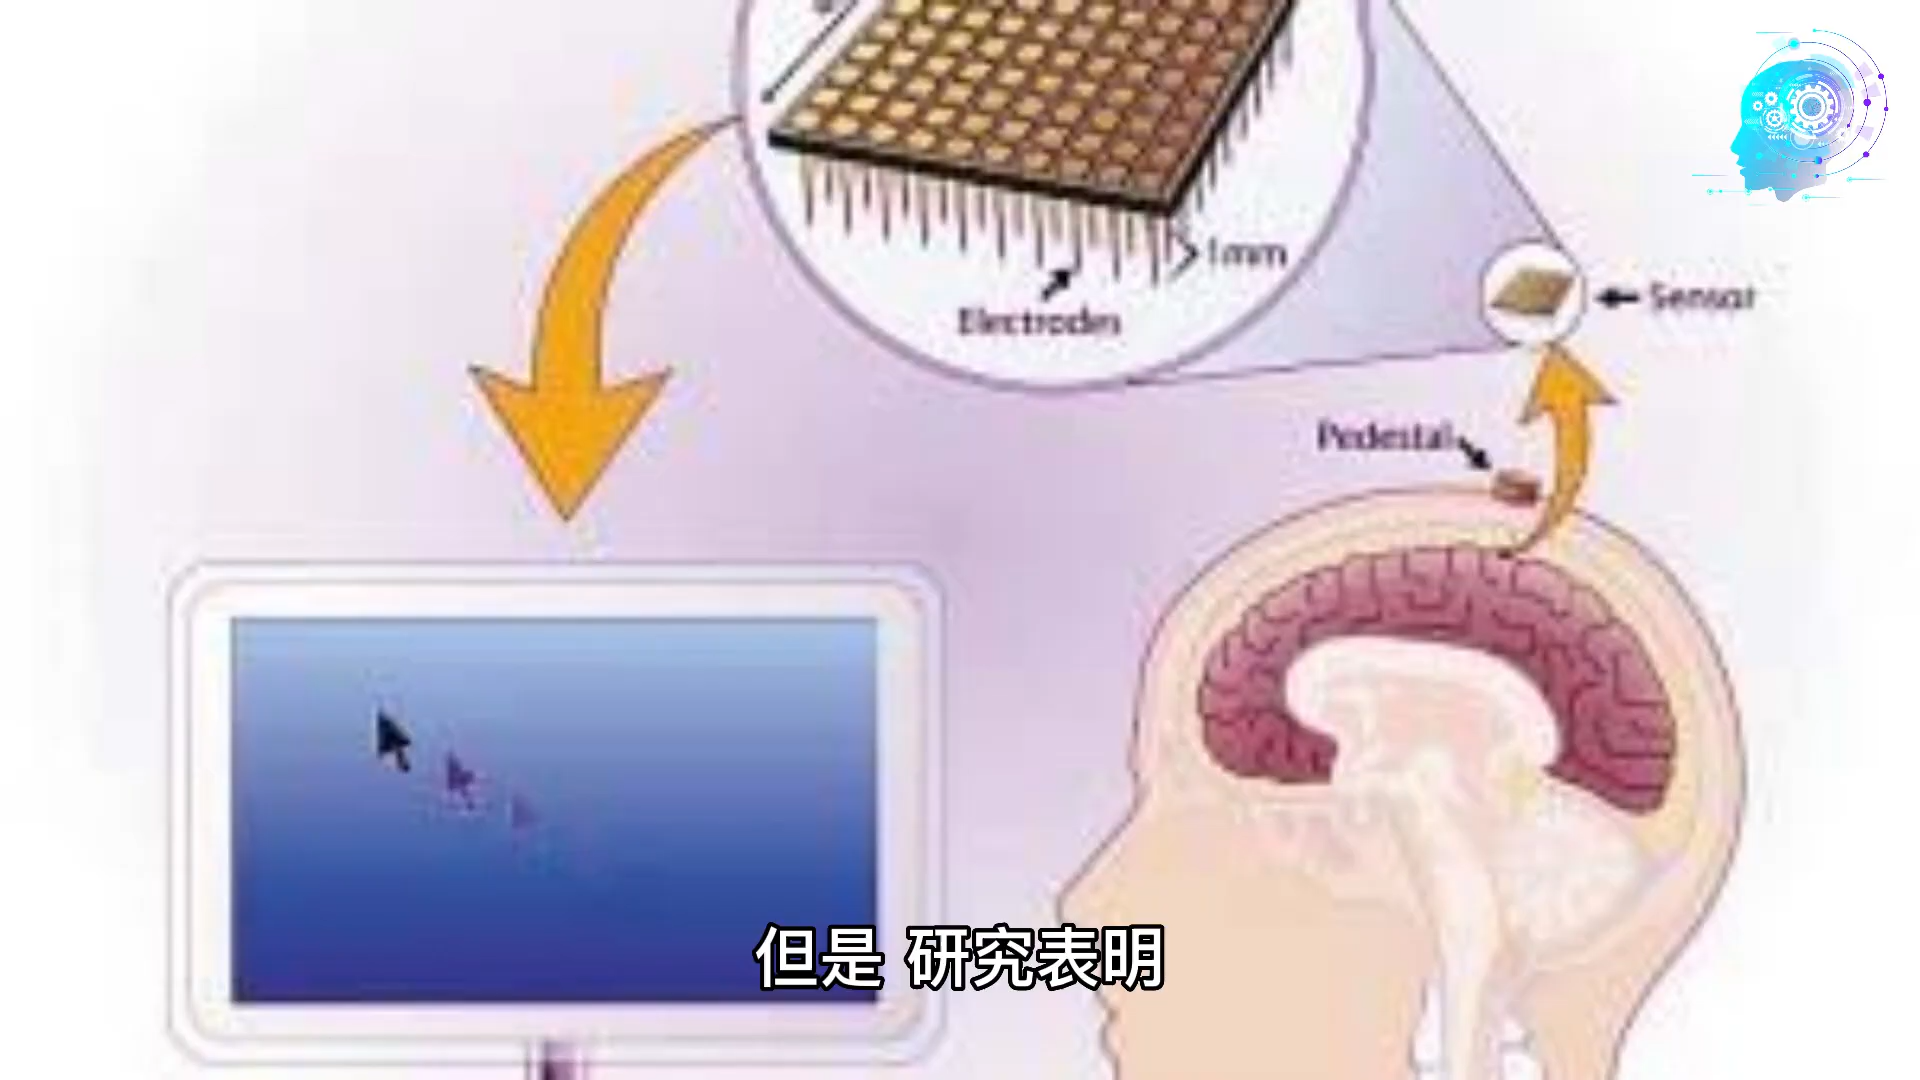 1mm
Electrodes
Sensor
Pedestal
但是 研究表明